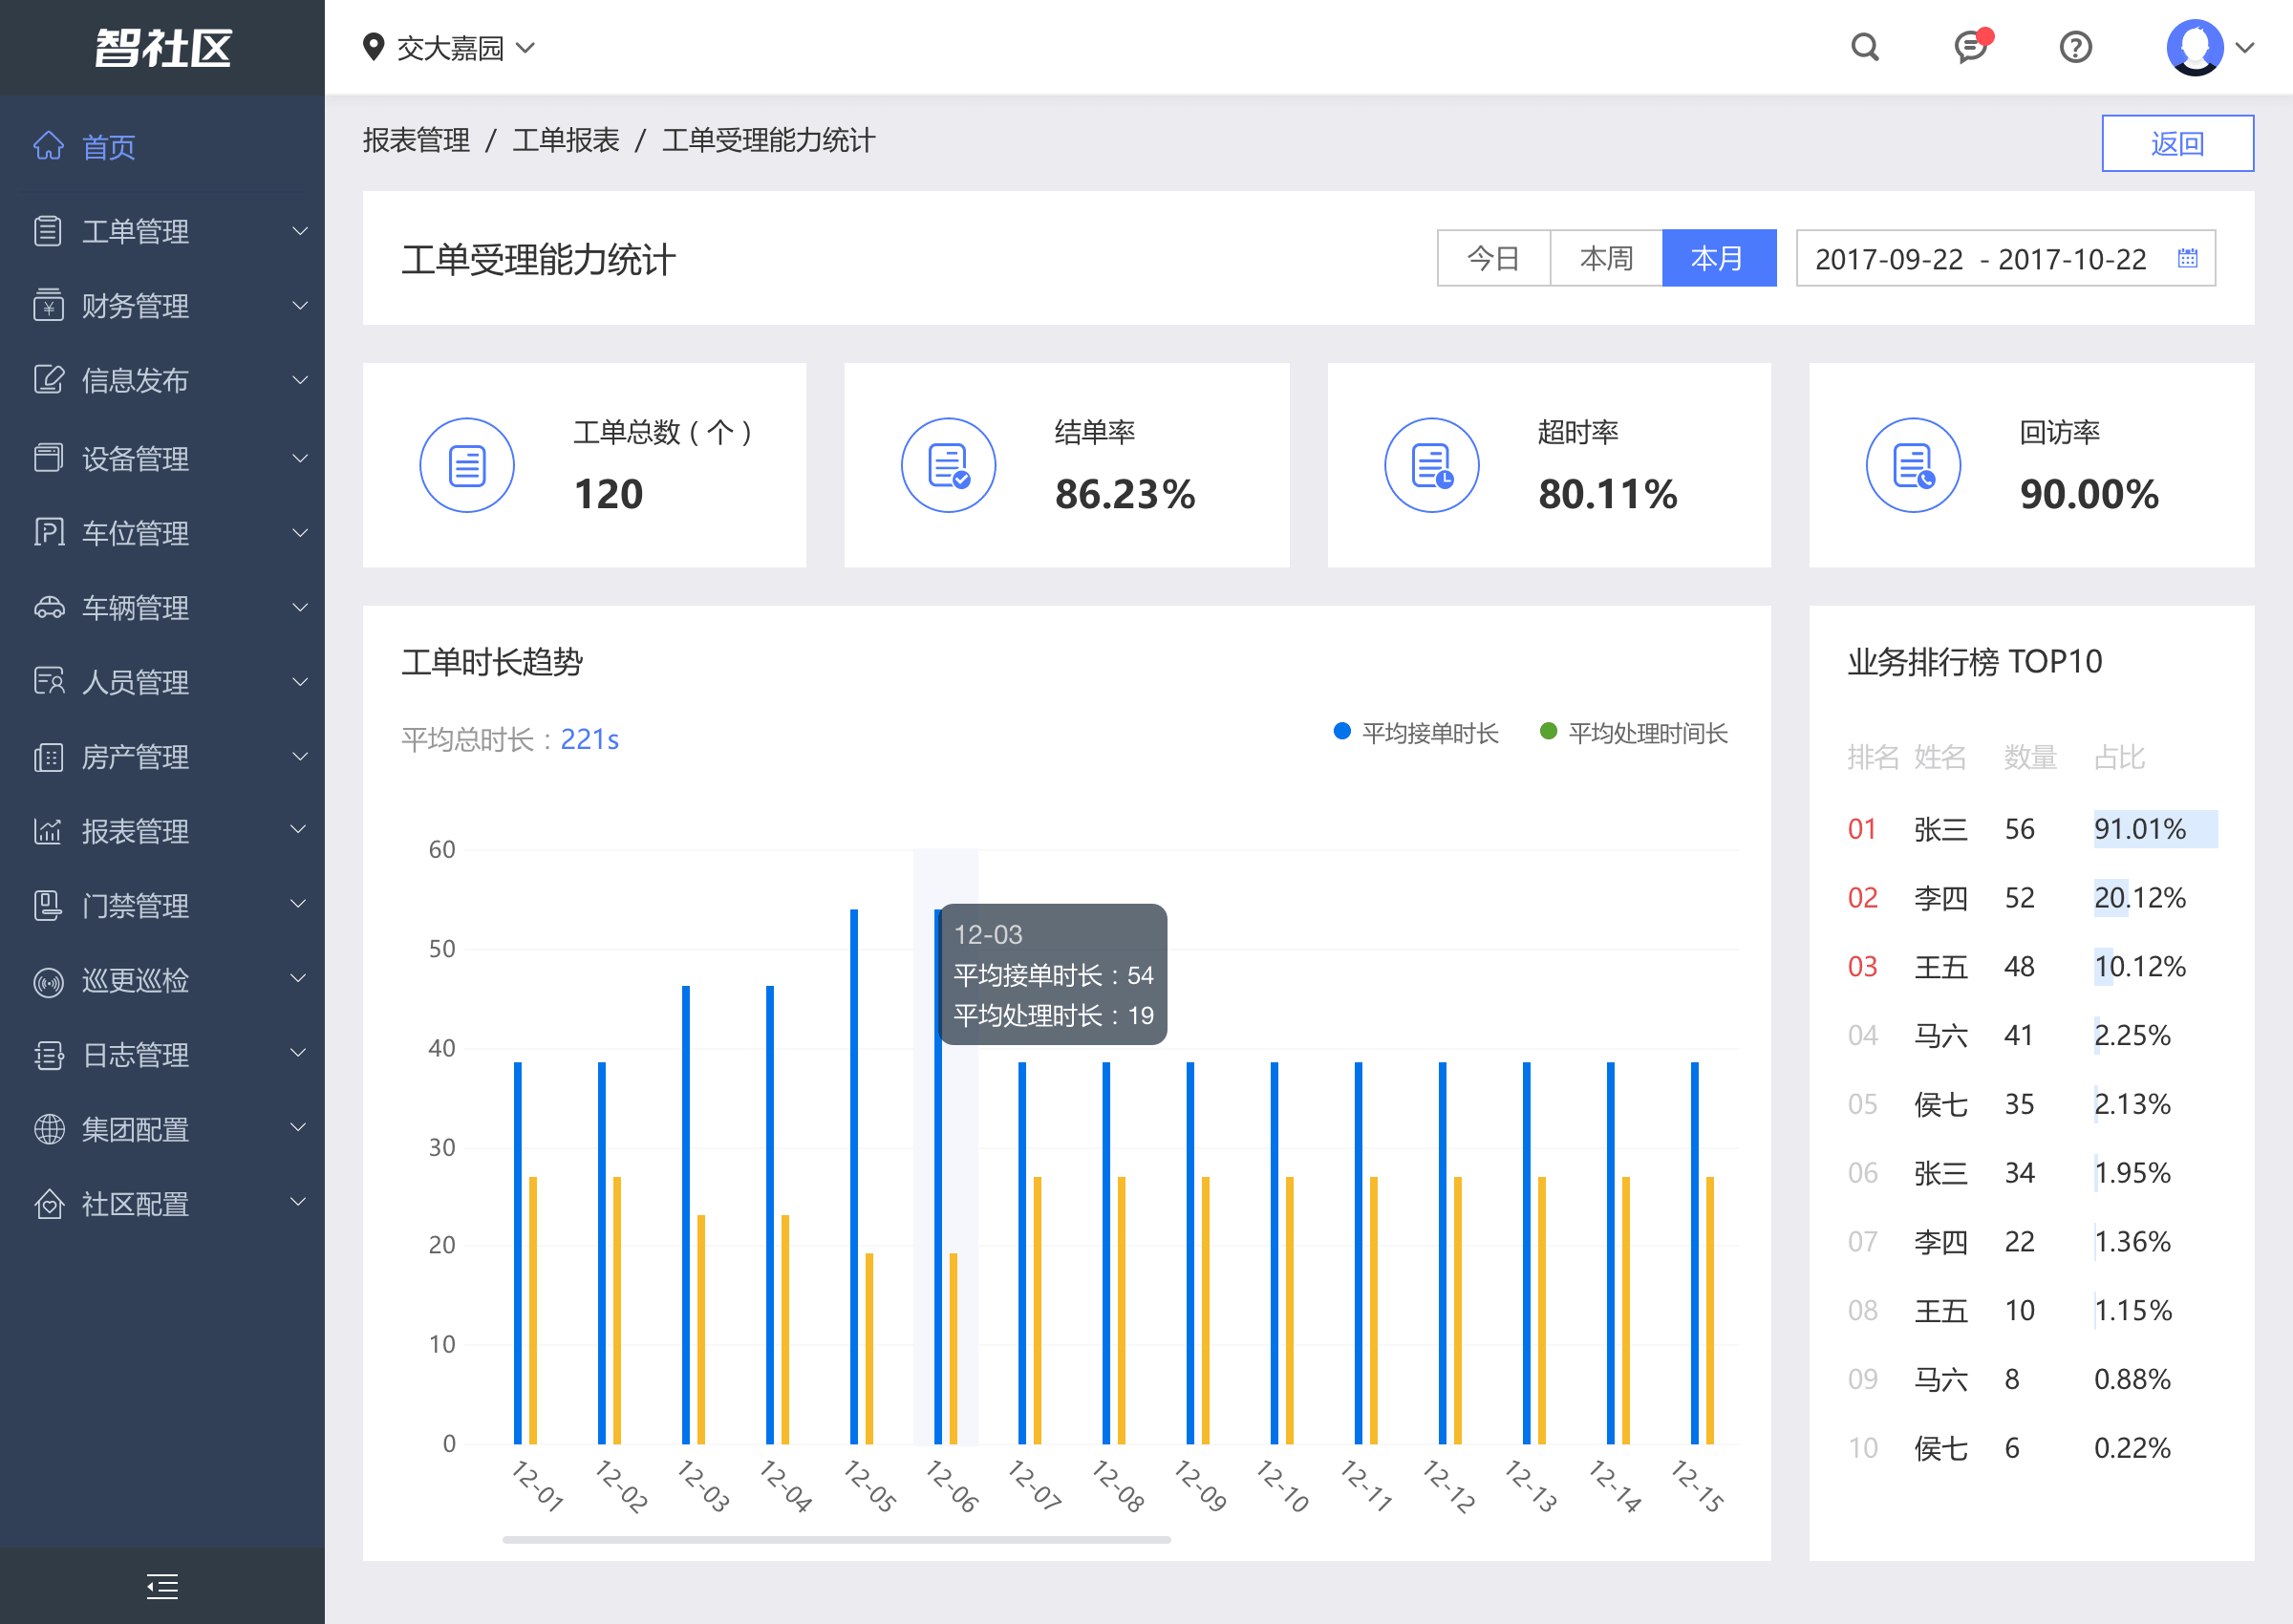 智社区
交大嘉园
首页
工单管理
财务管理
信息发布
设备管理
车位管理
车辆管理
人员管理
房产管理
报表管理
门禁管理
巡更巡检
日志管理
集团配置
社区配置
报表管理 / 工单报表 / 工单受理能力统计
返回
工单受理能力统计
今日 本周 本月 2017-09-22 - 2017-10-22
工单总数（个）
120
结单率
86.23%
超时率
80.11%
回访率
90.00%
工单时长趋势
平均总时长：221s
平均接单时长 平均处理时间长
60
50
40
30
20
10
0
12-03
平均接单时长：54
平均处理时长：19
12-01 12-02 12-03 12-04 12-05 12-06 12-07 12-08 12-09 12-10 12-11 12-12 12-13 12-14 12-15
业务排行榜 TOP10
排名 姓名 数量 占比
01 张三 56 91.01%
02 李四 52 20.12%
03 王五 48 10.12%
04 马六 41 2.25%
05 侯七 35 2.13%
06 张三 34 1.95%
07 李四 22 1.36%
08 王五 10 1.15%
09 马六 8 0.88%
10 侯七 6 0.22%